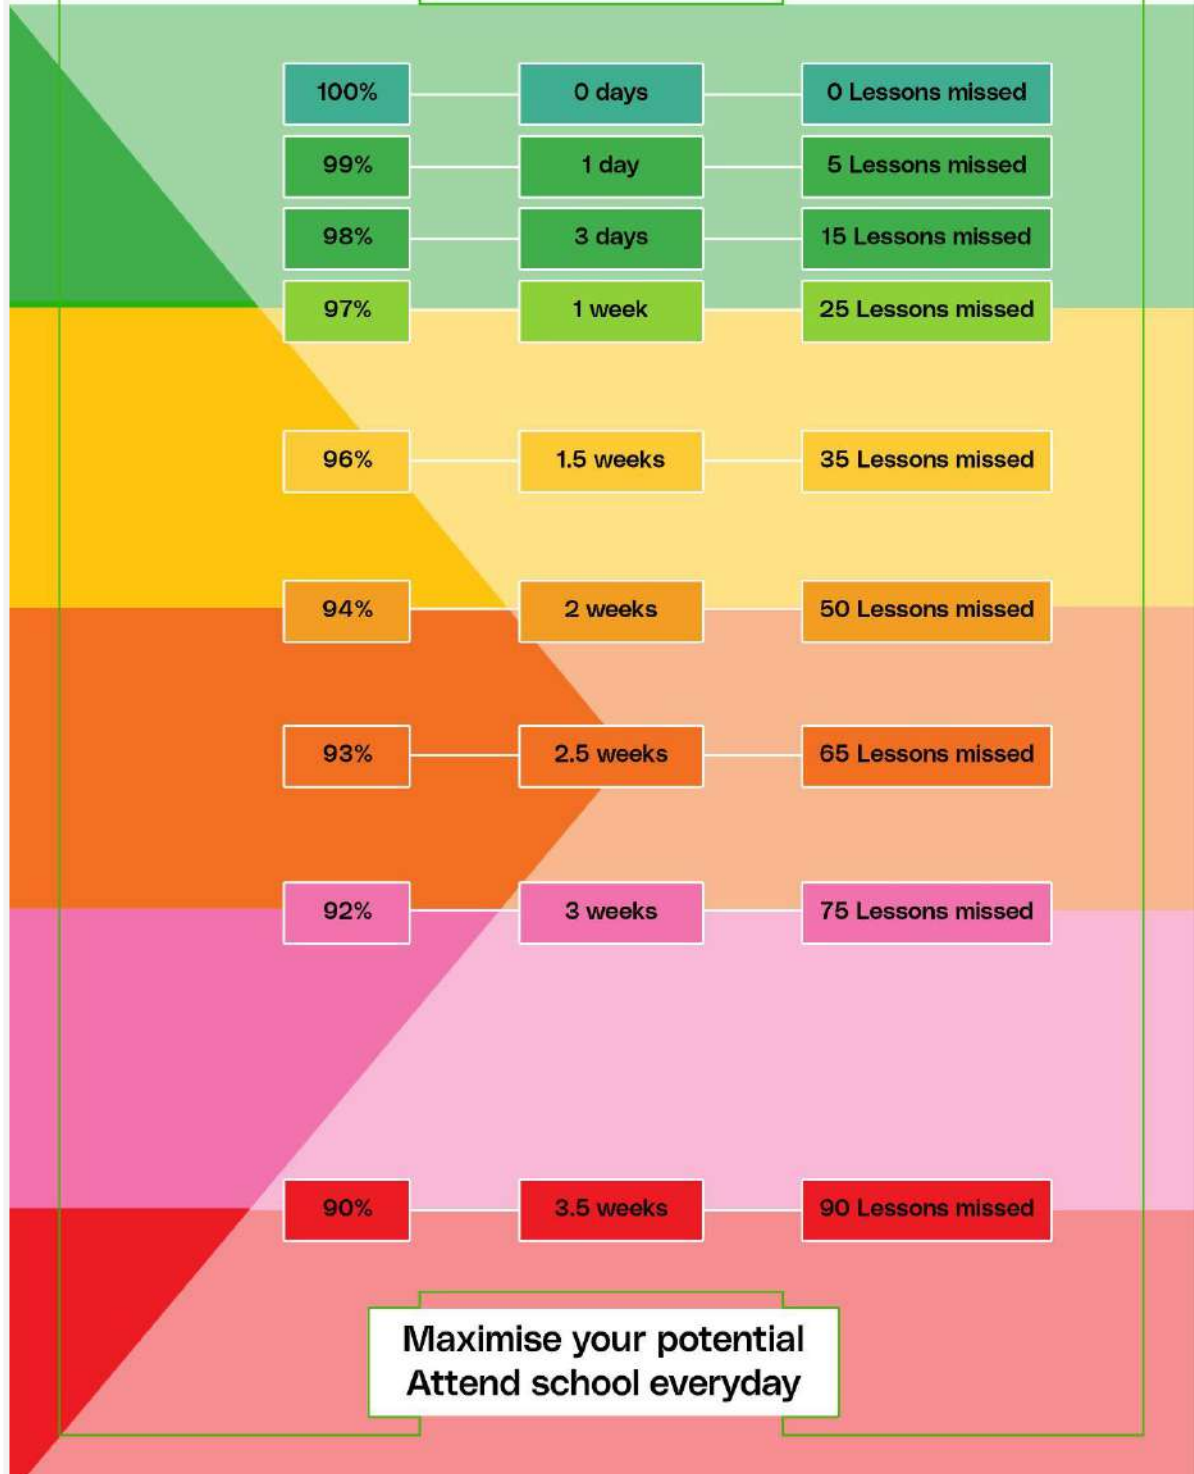 100% 0 days 0 Lessons missed
99% 1 day 5 Lessons missed
98% 3 days 15 Lessons missed
97% 1 week 25 Lessons missed
96% 1.5 weeks 35 Lessons missed
94% 2 weeks 50 Lessons missed
93% 2.5 weeks 65 Lessons missed
92% 3 weeks 75 Lessons missed
90% 3.5 weeks 90 Lessons missed
Maximise your potential
Attend school everyday